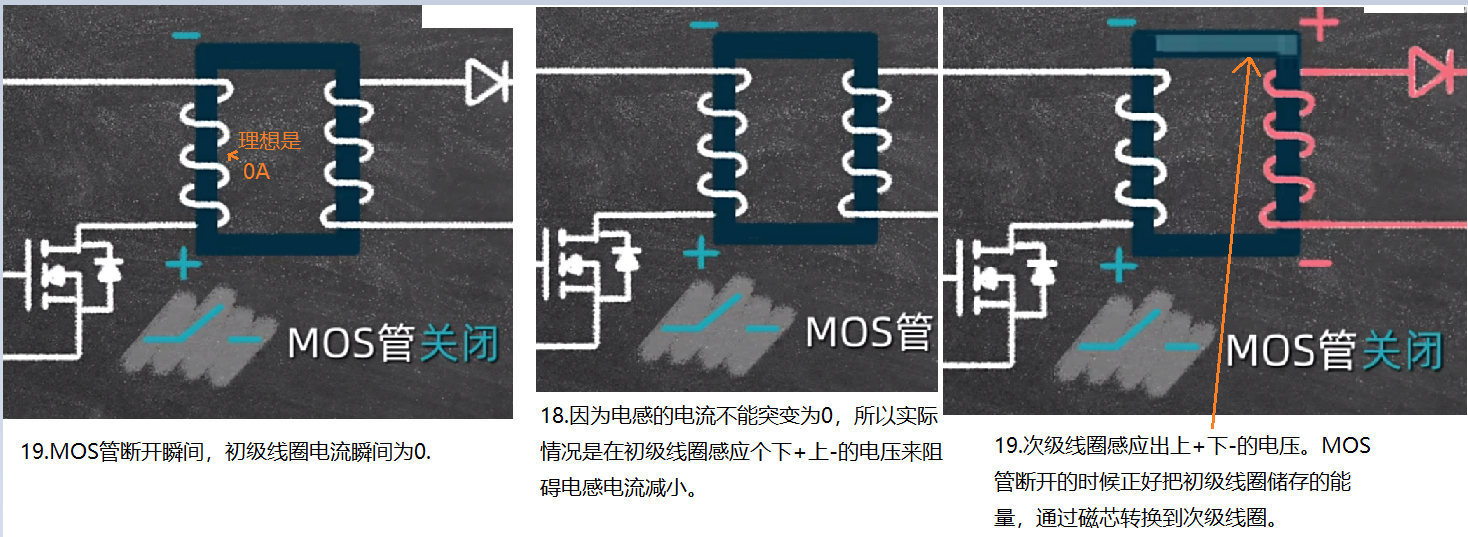 理想是
0A
MOS管关闭
19.MOS管断开瞬间，初级线圈电流瞬间为0.
MOS管
18.因为电感的电流不能突变为0，所以实际
情况是在初级线圈感应个下+上-的电压来阻
碍电感电流减小。
MOS管关闭
19.次级线圈感应出上+下-的电压。MOS
管断开的时候正好把初级线圈储存的能
量，通过磁芯转换到次级线圈。